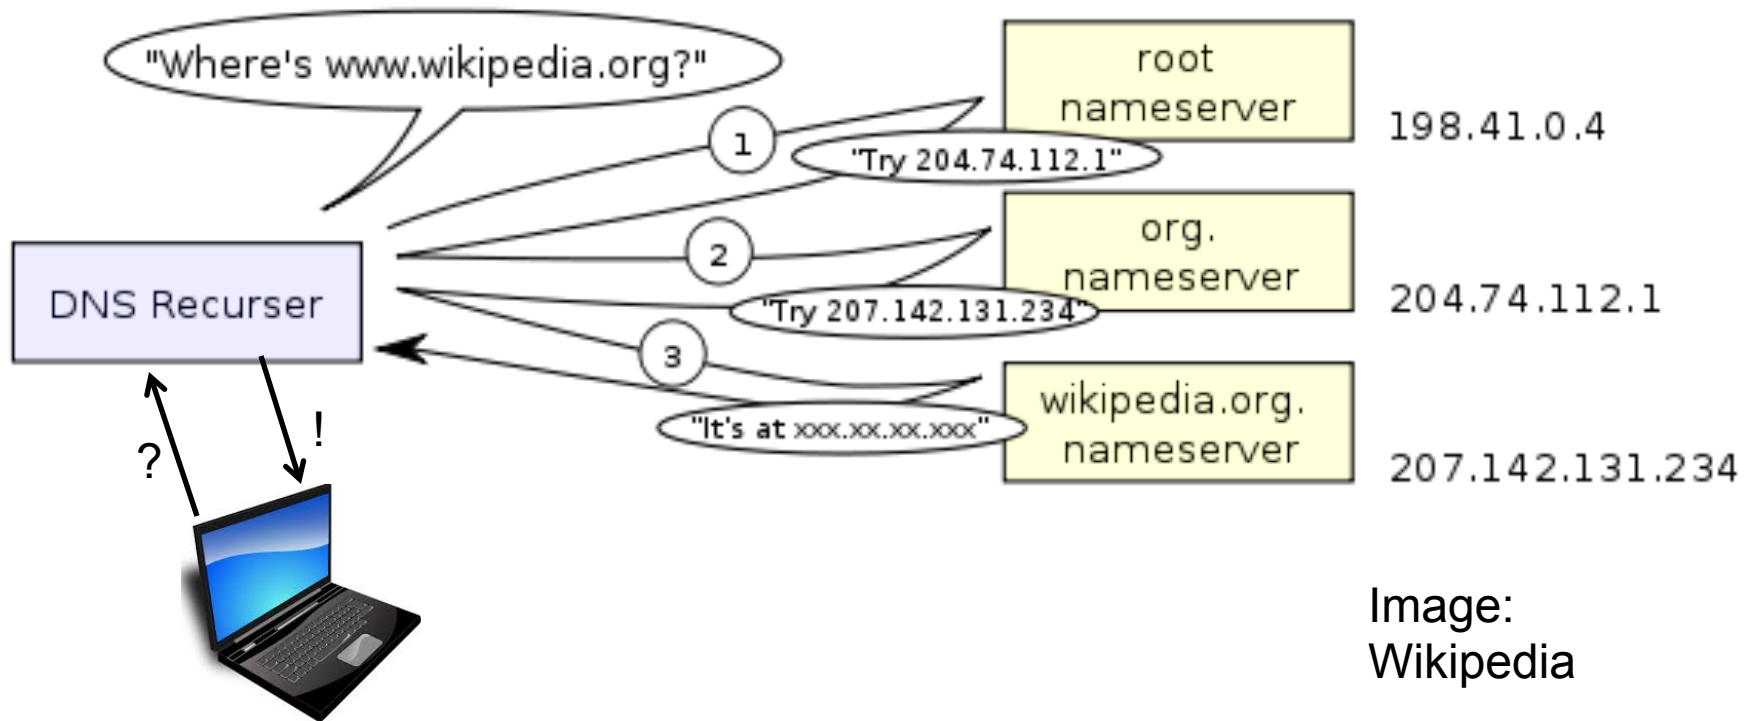 "Where's www.wikipedia.org?"
root
nameserver
198.41.0.4
1
"Try 204.74.112.1"
org.
nameserver
204.74.112.1
2
DNS Recurser
"Try 207.142.131.234"
3
wikipedia.org.
nameserver
207.142.131.234
"It's at xxx.xx.xx.xxx"
?
!
Image:
Wikipedia